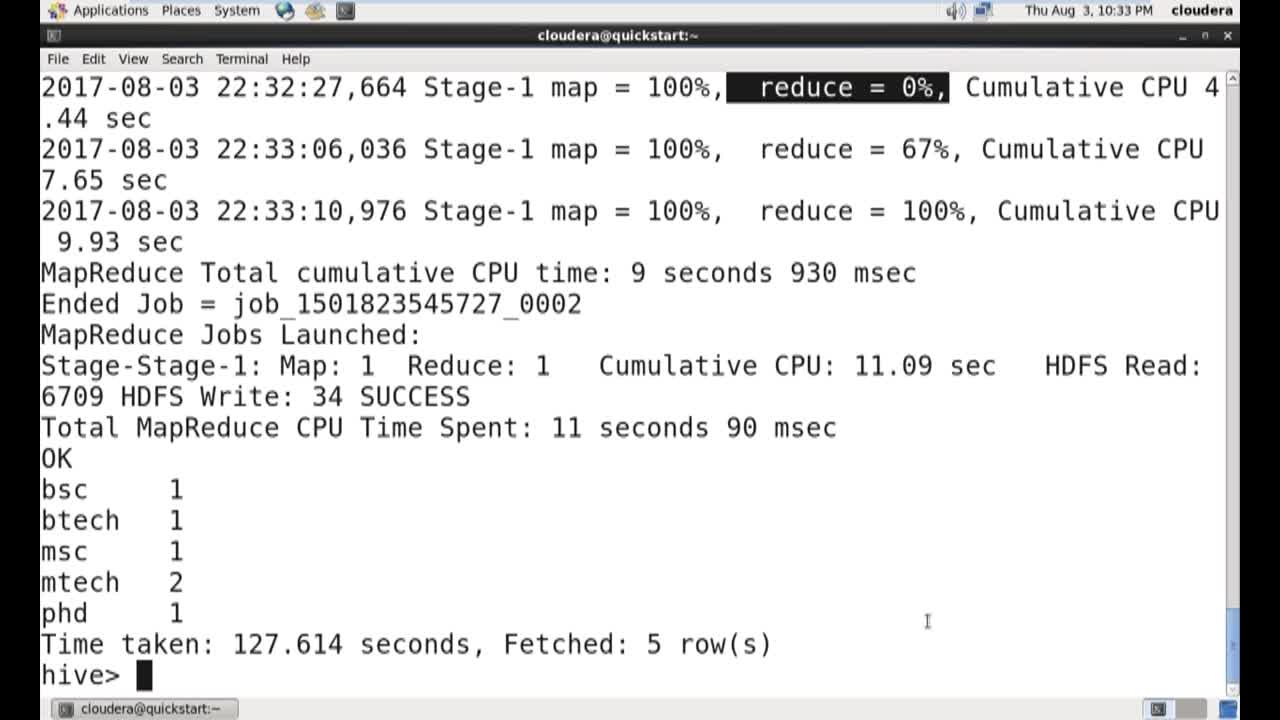 Applications Places System Thu Aug 3, 10:33 PM cloudera
cloudera@quickstart:~
File Edit View Search Terminal Help
2017-08-03 22:32:27,664 Stage-1 map = 100%,  reduce = 0%, Cumulative CPU 4
.44 sec
2017-08-03 22:33:06,036 Stage-1 map = 100%,  reduce = 67%, Cumulative CPU
7.65 sec
2017-08-03 22:33:10,976 Stage-1 map = 100%,  reduce = 100%, Cumulative CPU
 9.93 sec
MapReduce Total cumulative CPU time: 9 seconds 930 msec
Ended Job = job_1501823545727_0002
MapReduce Jobs Launched:
Stage-Stage-1: Map: 1  Reduce: 1   Cumulative CPU: 11.09 sec   HDFS Read:
6709 HDFS Write: 34 SUCCESS
Total MapReduce CPU Time Spent: 11 seconds 90 msec
OK
bsc 1
btech 1
msc 1
mtech 2
phd 1
Time taken: 127.614 seconds, Fetched: 5 row(s)
hive>
cloudera@quickstart:~